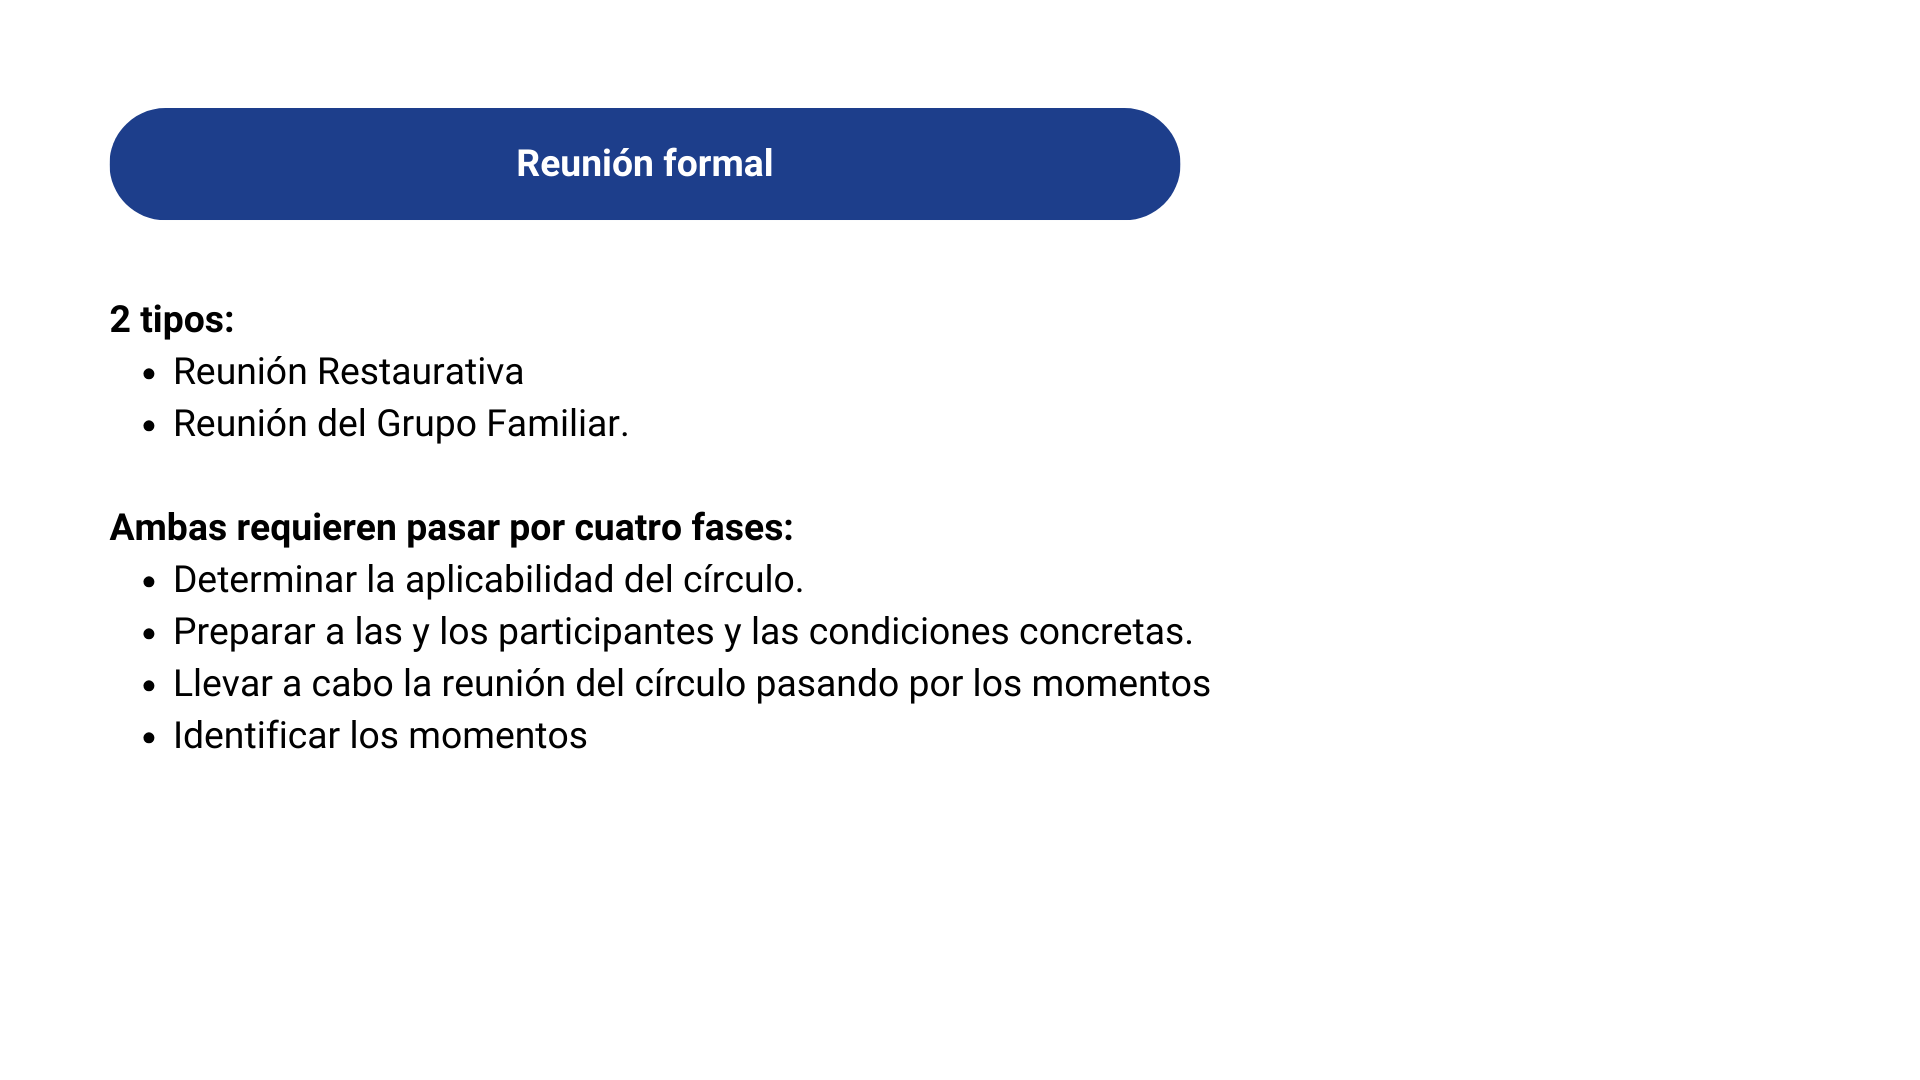 Reunión formal
2 tipos:
• Reunión Restaurativa
• Reunión del Grupo Familiar.
Ambas requieren pasar por cuatro fases:
• Determinar la aplicabilidad del círculo.
• Preparar a las y los participantes y las condiciones concretas.
• Llevar a cabo la reunión del círculo pasando por los momentos
• Identificar los momentos